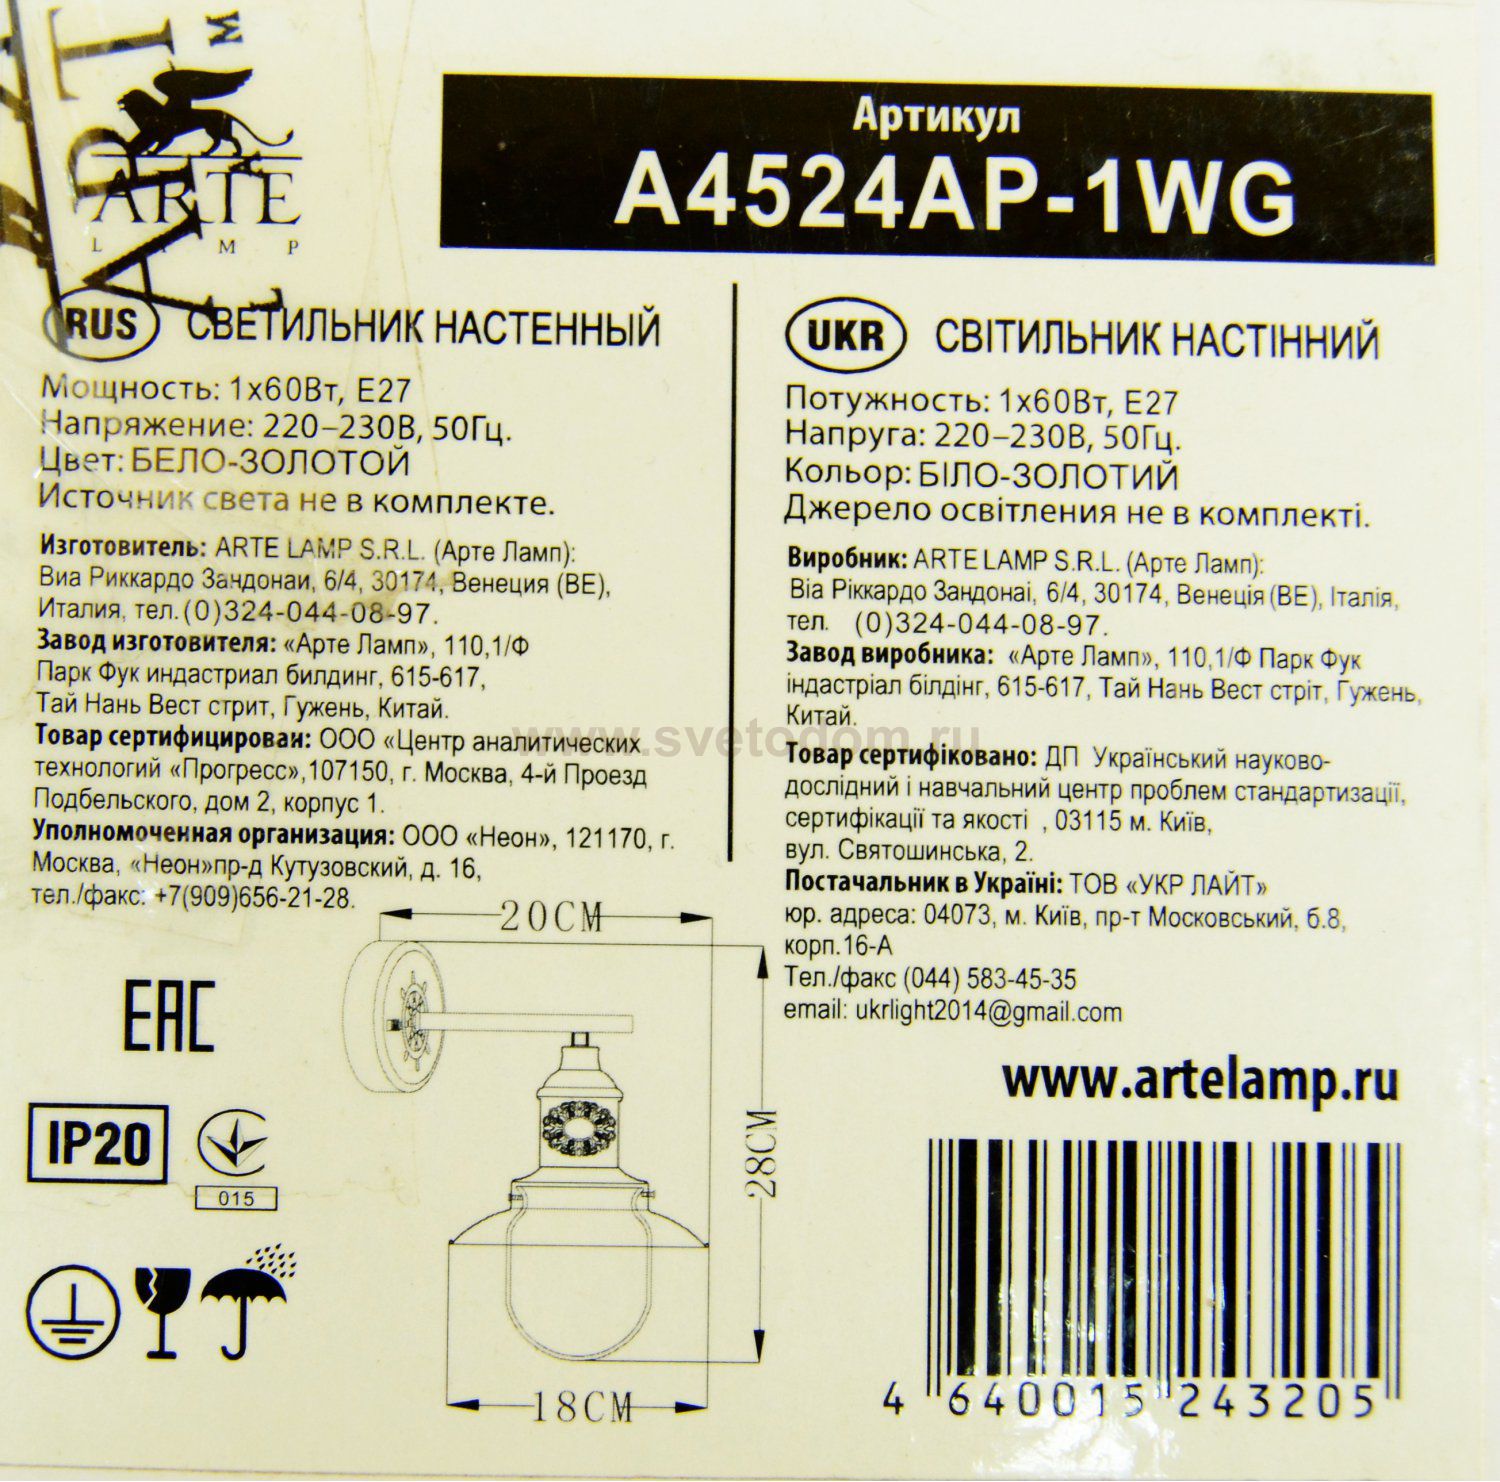 ARTE
LAMP
Артикул
A4524AP-1WG
RUS СВЕТИЛЬНИК НАСТЕННЫЙ
Мощность: 1х60Вт, E27
Напряжение: 220–230В, 50Гц.
Цвет: БЕЛО-ЗОЛОТОЙ
Источник света не в комплекте.
Изготовитель: ARTE LAMP S.R.L. (Арте Ламп):
Виа Риккардо Зандонаи, 6/4, 30174, Венеция (ВЕ),
Италия, тел. (0)324-044-08-97.
Завод изготовителя: «Арте Ламп», 110,1/Ф
Парк Фук индастриал билдинг, 615-617,
Тай Нань Вест стрит, Гужень, Китай.
Товар сертифицирован: ООО «Центр аналитических
технологий «Прогресс»,107150, г. Москва, 4-й Проезд
Подбельского, дом 2, корпус 1.
Уполномоченная организация: ООО «Неон», 121170, г.
Москва, «Неон»пр-д Кутузовский, д. 16,
тел./факс: +7(909)656-21-28.
UKR СВІТИЛЬНИК НАСТІННИЙ
Потужность: 1х60Вт, E27
Напруга: 220–230В, 50Гц.
Кольор: БІЛО-ЗОЛОТИЙ
Джерело освітления не в комплекті.
Виробник: ARTE LAMP S.R.L. (Арте Ламп):
Віа Ріккардо Зандонаі, 6/4, 30174, Венеція (ВЕ), Італія,
тел. (0)324-044-08-97.
Завод виробника: «Арте Ламп», 110,1/Ф Парк Фук
індастріал білдінг, 615-617, Тай Нань Вест стріт, Гужень,
Китай.
Товар сертифіковано: ДП Український науково-
дослідний і навчальний центр проблем стандартизації,
сертифікації та якості , 03115 м. Київ,
вул. Святошинська, 2.
Постачальник в Україні: ТОВ «УКР ЛАЙТ»
юр. адреса: 04073, м. Київ, пр-т Московський, б.8,
корп.16-А
Тел./факс (044) 583-45-35
email: ukrlight2014@gmail.com
www.svetodom.ru
20CM
28CM
18CM
EAC
IP20
015
www.artelamp.ru
4 640015 243205